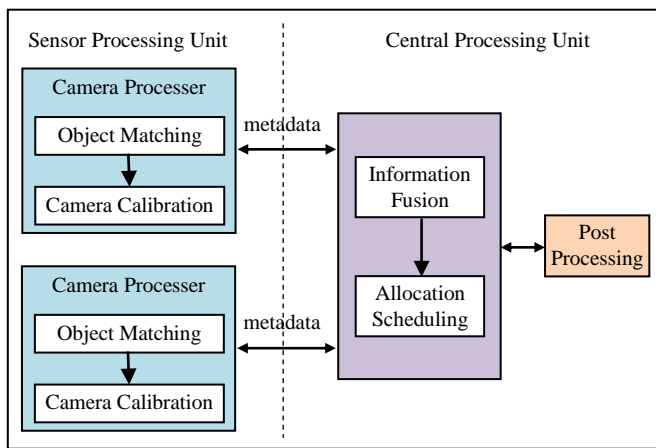 Sensor Processing Unit
Central Processing Unit
Camera Processer
Object Matching
Camera Calibration
metadata
Camera Processer
Object Matching
Camera Calibration
metadata
Information
Fusion
Allocation
Scheduling
Post
Processing